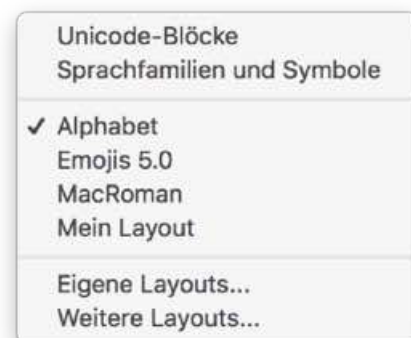 Unicode-Blöcke
Sprachfamilien und Symbole
✓ Alphabet
Emojis 5.0
MacRoman
Mein Layout
Eigene Layouts...
Weitere Layouts...